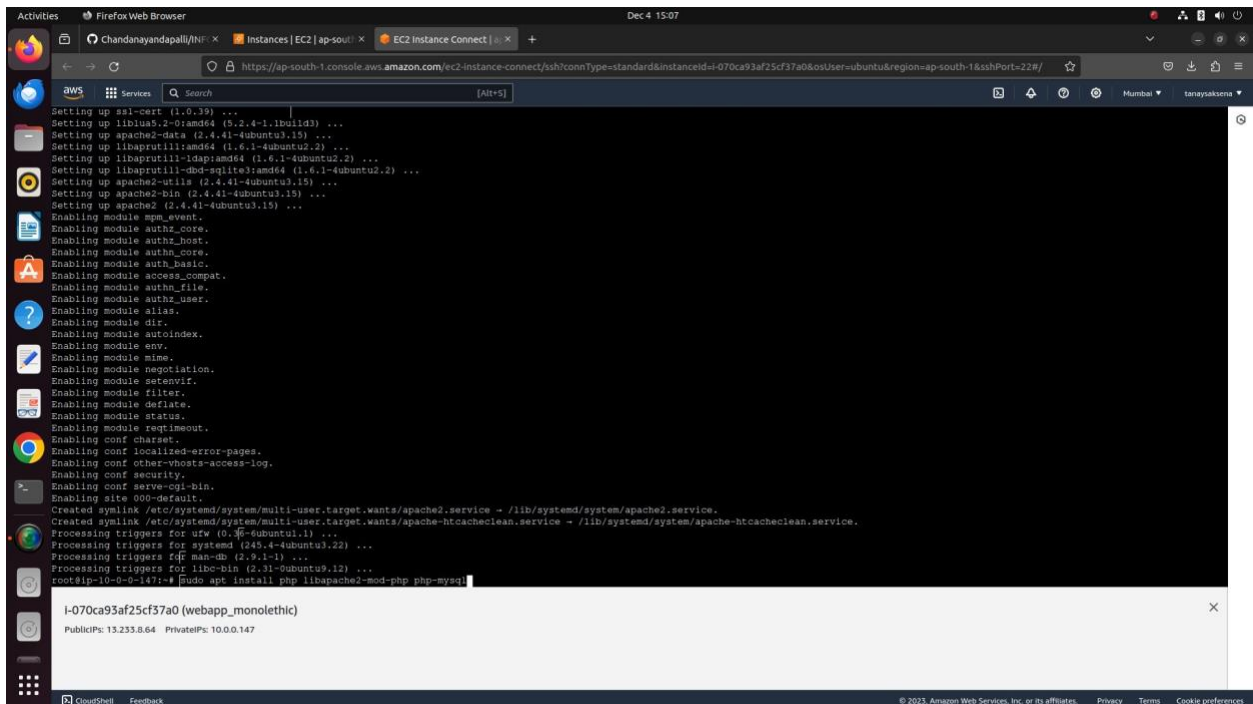 Activities Firefox Web Browser Dec 4 15:07
Chandanayandapalli/INF × Instances | EC2 | ap-sout × EC2 Instance Connect | ap × +
https://ap-south-1.console.aws.amazon.com/ec2-instance-connect/ssh?connType=standard&instanceId=i-070ca93af25cf37a0&osUser=ubuntu&region=ap-south-1&sshPort=22#/
aws Services Search [Alt+S] Mumbai ▼ tanaysaksena ▼
Setting up ssl-cert (1.0.39) ...
Setting up liblua5.2-0:amd64 (5.2.4-1.1build3) ...
Setting up apache2-data (2.4.41-4ubuntu3.15) ...
Setting up libaprutil1:amd64 (1.6.1-4ubuntu2.2) ...
Setting up libaprutil1-ldap:amd64 (1.6.1-4ubuntu2.2) ...
Setting up libaprutil1-dbd-sqlite3:amd64 (1.6.1-4ubuntu2.2) ...
Setting up apache2-utils (2.4.41-4ubuntu3.15) ...
Setting up apache2-bin (2.4.41-4ubuntu3.15) ...
Setting up apache2 (2.4.41-4ubuntu3.15) ...
Enabling module mpm_event.
Enabling module authz_core.
Enabling module authz_host.
Enabling module authn_core.
Enabling module auth_basic.
Enabling module access_compat.
Enabling module authn_file.
Enabling module authz_user.
Enabling module alias.
Enabling module dir.
Enabling module autoindex.
Enabling module env.
Enabling module mime.
Enabling module negotiation.
Enabling module setenvif.
Enabling module filter.
Enabling module deflate.
Enabling module status.
Enabling module reqtimeout.
Enabling conf charset.
Enabling conf localized-error-pages.
Enabling conf other-vhosts-access-log.
Enabling conf security.
Enabling conf serve-cgi-bin.
Enabling site 000-default.
Created symlink /etc/systemd/system/multi-user.target.wants/apache2.service → /lib/systemd/system/apache2.service.
Created symlink /etc/systemd/system/multi-user.target.wants/apache-htcacheclean.service → /lib/systemd/system/apache-htcacheclean.service.
Processing triggers for ufw (0.36-6ubuntu1.1) ...
Processing triggers for systemd (245.4-4ubuntu3.22) ...
Processing triggers for man-db (2.9.1-1) ...
Processing triggers for libc-bin (2.31-0ubuntu9.12) ...
root@ip-10-0-0-147:~# sudo apt install php libapache2-mod-php php-mysql
i-070ca93af25cf37a0 (webapp_monolethic)
PublicIPs: 13.233.8.64 PrivateIPs: 10.0.0.147
CloudShell Feedback © 2023, Amazon Web Services, Inc. or its affiliates. Privacy Terms Cookie preferences